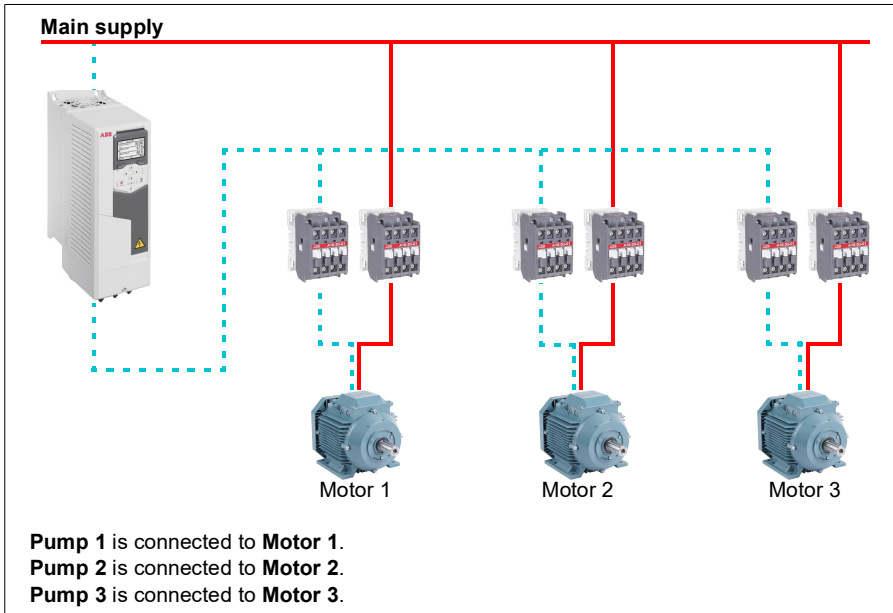 Main supply
ABB
Motor 1
Motor 2
Motor 3
Pump 1 is connected to Motor 1.
Pump 2 is connected to Motor 2.
Pump 3 is connected to Motor 3.